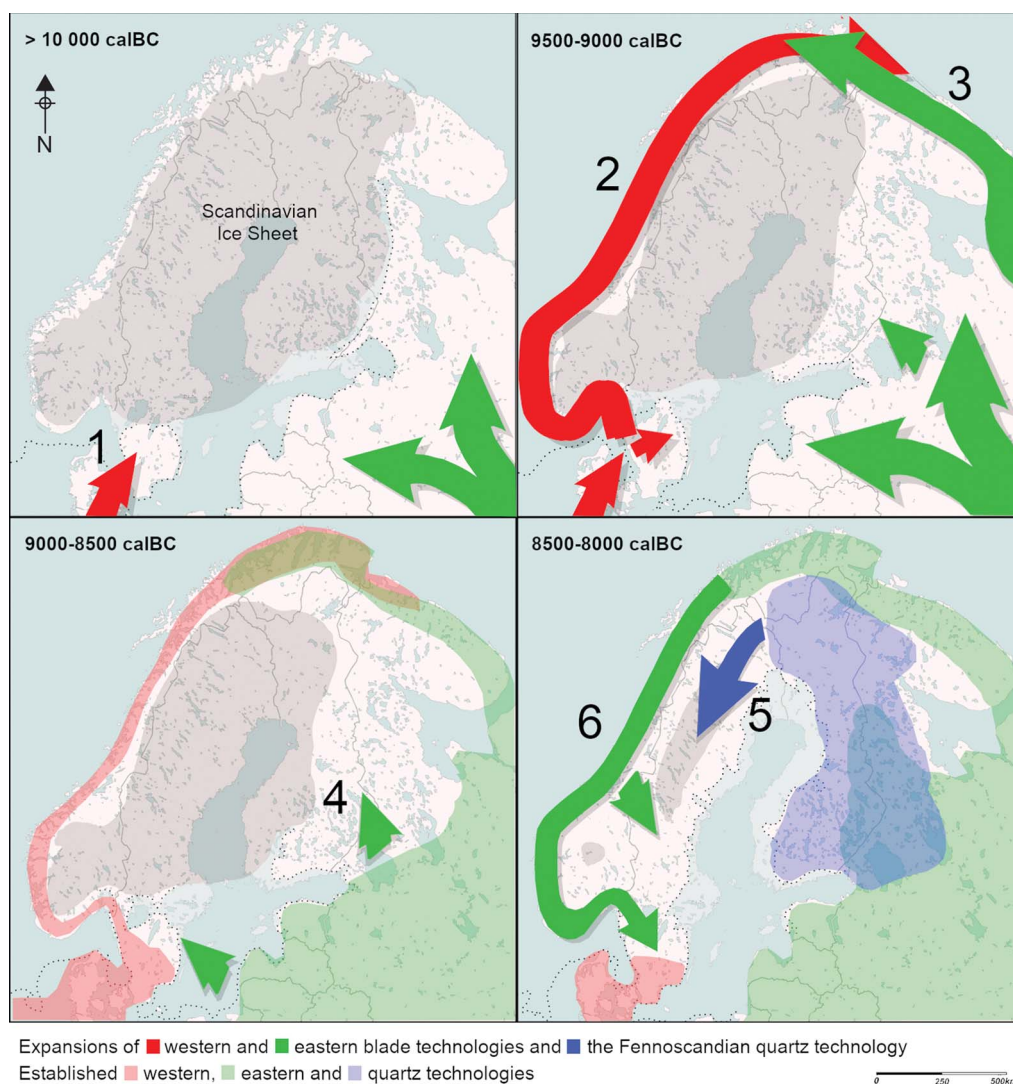 > 10 000 calBC
N
Scandinavian
Ice Sheet
1
9500-9000 calBC
2
3
9000-8500 calBC
4
8500-8000 calBC
5
6
Expansions of western and eastern blade technologies and the Fennoscandian quartz technology
Established western, eastern and quartz technologies
0 250 500km